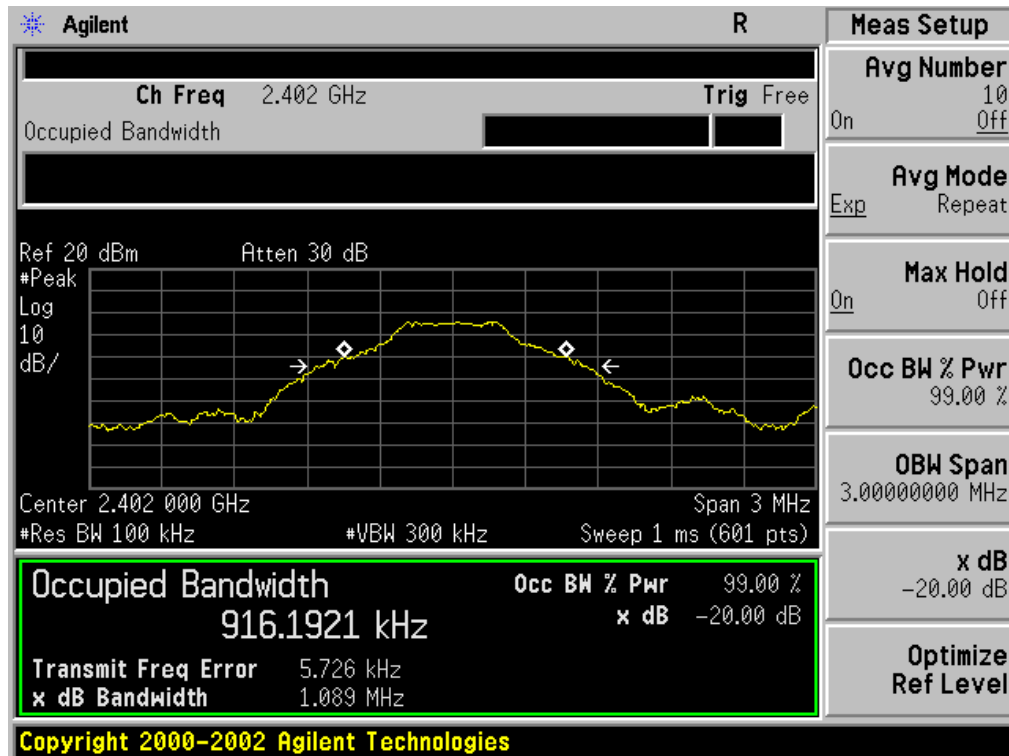 Agilent R Meas Setup
Ch Freq 2.402 GHz Trig Free
Occupied Bandwidth
Avg Number
10
On Off
Avg Mode
Exp Repeat
Max Hold
On Off
Occ BW % Pwr
99.00 %
OBW Span
3.00000000 MHz
x dB
-20.00 dB
Optimize
Ref Level
Ref 20 dBm Atten 30 dB
#Peak
Log
10
dB/
Center 2.402 000 GHz Span 3 MHz
#Res BW 100 kHz #VBW 300 kHz Sweep 1 ms (601 pts)
Occupied Bandwidth Occ BW % Pwr 99.00 %
916.1921 kHz x dB -20.00 dB
Transmit Freq Error 5.726 kHz
x dB Bandwidth 1.089 MHz
Copyright 2000-2002 Agilent Technologies